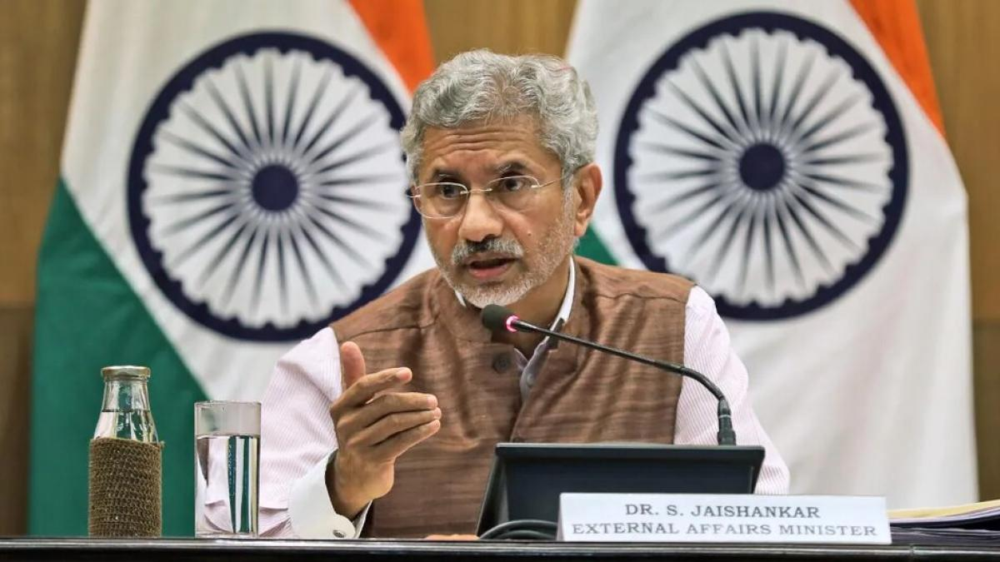 DR. S. JAISHANKAR
EXTERNAL AFFAIRS MINISTER